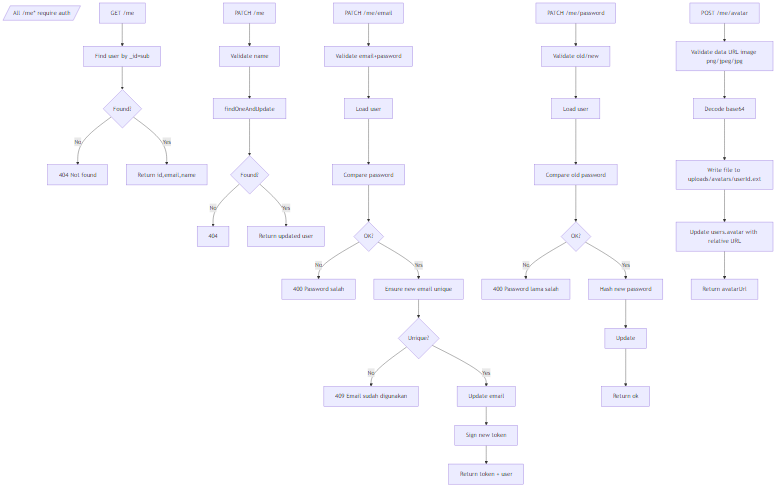 All /me* require auth
GET /me
Find user by _id=sub
Found?
No
Yes
404 Not found
Return id,email,name
PATCH /me
Validate name
findOneAndUpdate
Found?
No
Yes
404
Return updated user
PATCH /me/email
Validate email+password
Load user
Compare password
OK?
No
Yes
400 Password salah
Ensure new email unique
Unique?
No
Yes
409 Email sudah digunakan
Update email
Sign new token
Return token + user
PATCH /me/password
Validate old/new
Load user
Compare old password
OK?
No
Yes
400 Password lama salah
Hash new password
Update
Return ok
POST /me/avatar
Validate data URL image
png/jpeg/jpg
Decode base64
Write file to
uploads/avatars/userId.ext
Update users.avatar with
relative URL
Return avatarUrl